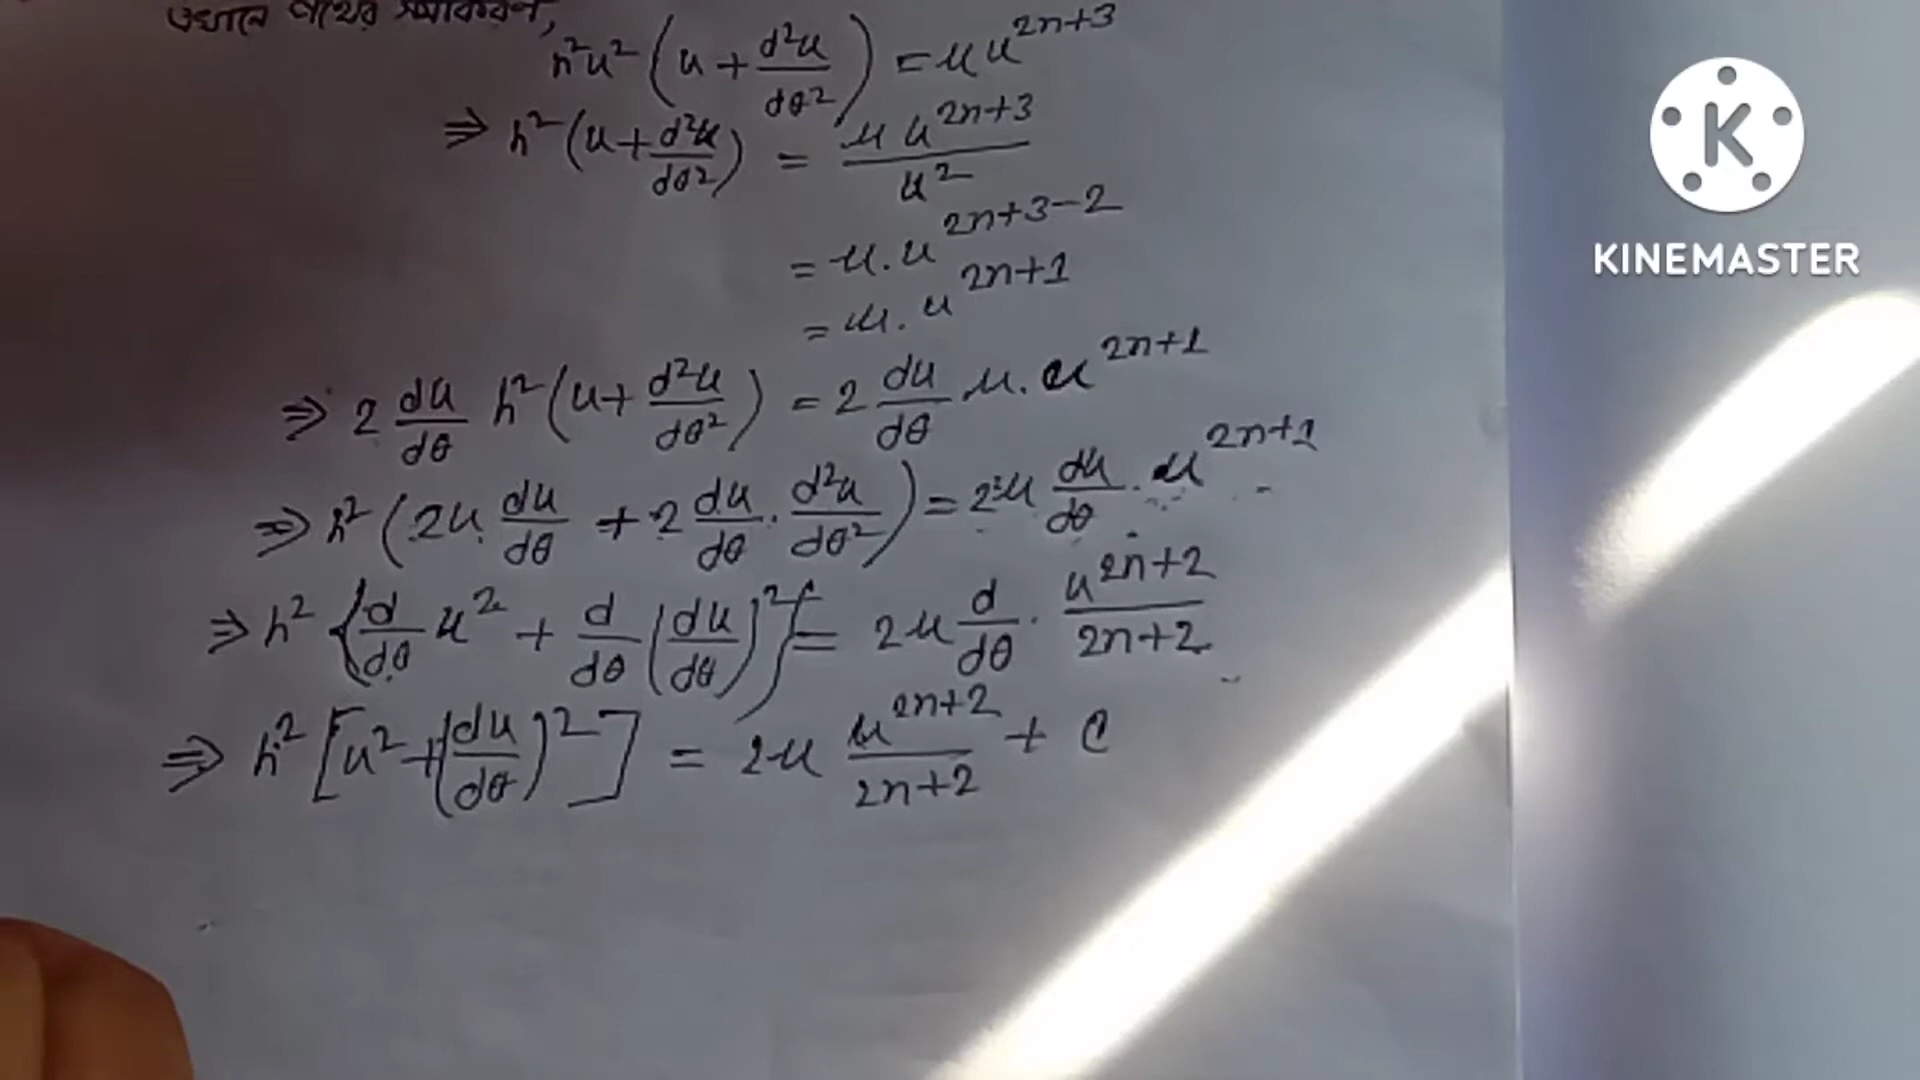 পথের সমীকরণ,
h²u² (u + d²u/dθ²) = μ u^{2n+3}
⇒ h² (u + d²u/dθ²) = μ u^{2n+3} / u²
= μ . u^{2n+3-2}
= μ . u^{2n+1}
⇒ 2 du/dθ h² (u + d²u/dθ²) = 2 du/dθ μ . u^{2n+1}
⇒ h² (2u du/dθ + 2 du/dθ . d²u/dθ²) = 2μ du/dθ . u^{2n+1}
⇒ h² {d/dθ u² + d/dθ (du/dθ)²} = 2μ d/dθ . u^{2n+2} / 2n+2
⇒ h² [u² + (du/dθ)²] = 2μ u^{2n+2} / 2n+2 + C
K
KINEMASTER